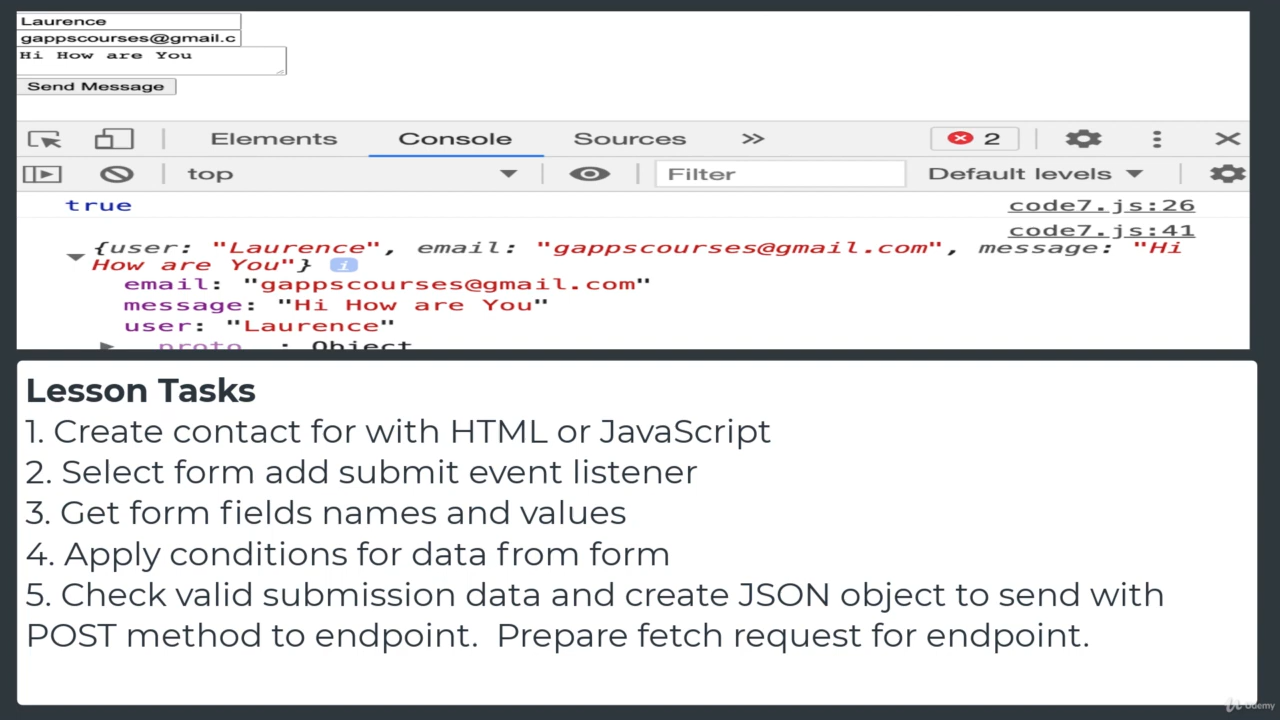 Laurence
gappscourses@gmail.c
Hi How are You
Send Message
Elements Console Sources » 2
top Filter Default levels
true code7.js:26
code7.js:41
{user: "Laurence", email: "gappscourses@gmail.com", message: "Hi
How are You"} i
email: "gappscourses@gmail.com"
message: "Hi How are You"
user: "Laurence"
proto : Object
Lesson Tasks
1. Create contact for with HTML or JavaScript
2. Select form add submit event listener
3. Get form fields names and values
4. Apply conditions for data from form
5. Check valid submission data and create JSON object to send with
POST method to endpoint.  Prepare fetch request for endpoint.
Udemy